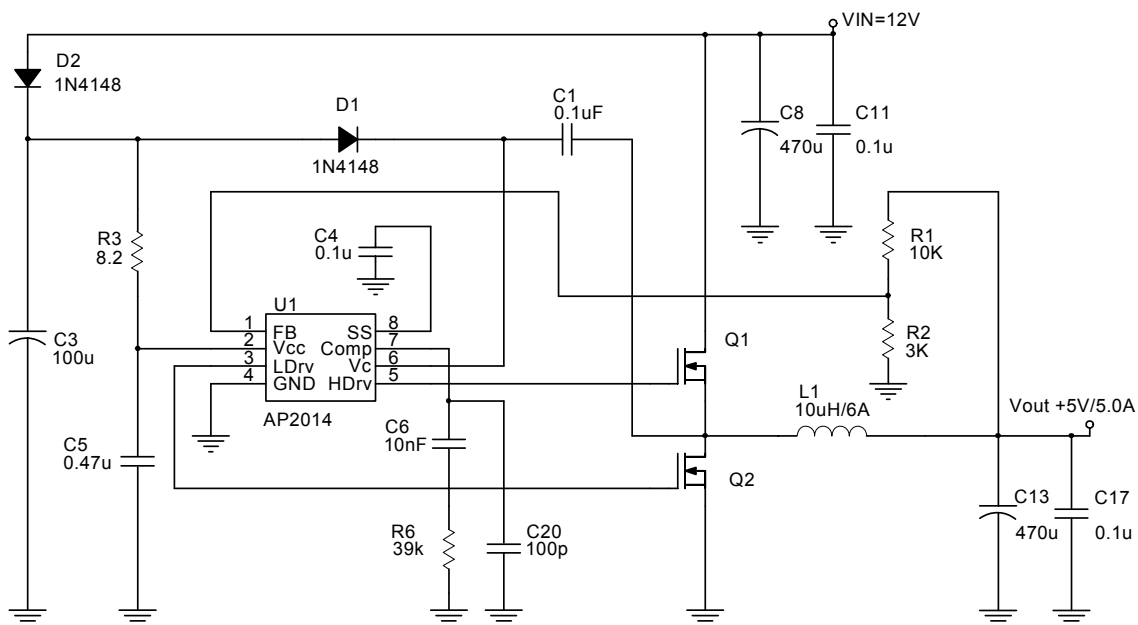 VIN=12V
D2
1N4148
D1
1N4148
C1
0.1uF
C8
470u
C11
0.1u
R3
8.2
C4
0.1u
R1
10K
U1
1
2
3
4
FB
Vcc
LDrv
GND
SS
Comp
Vc
HDrv
8
7
6
5
AP2014
C3
100u
Q1
R2
3K
L1
10uH/6A
Vout +5V/5.0A
C5
0.47u
C6
10nF
Q2
R6
39k
C20
100p
C13
470u
C17
0.1u